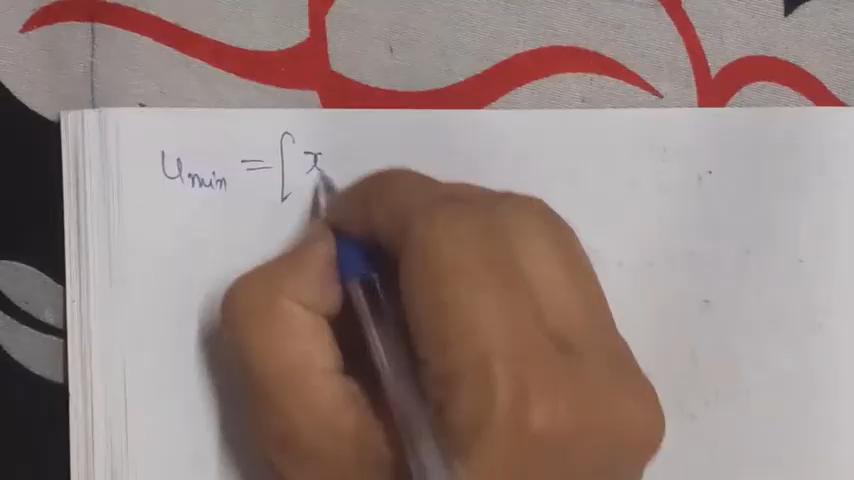 u_min = ∫ x